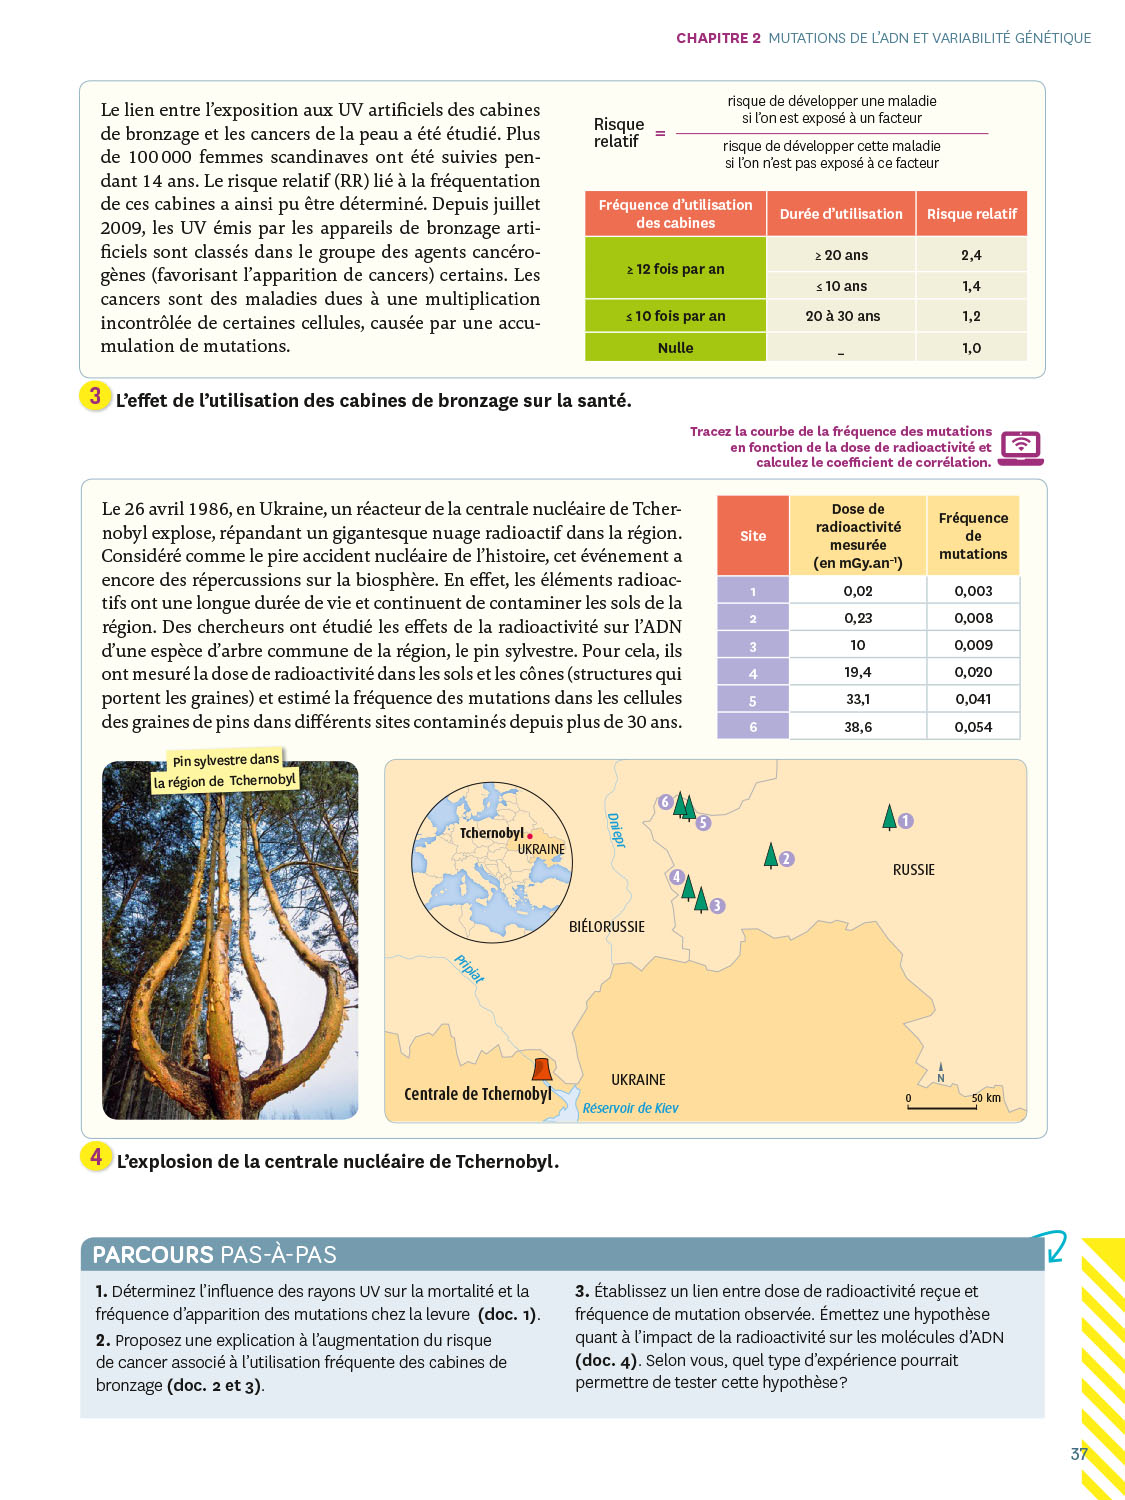 CHAPITRE 2 MUTATIONS DE L'ADN ET VARIABILITÉ GÉNÉTIQUE
Le lien entre l'exposition aux UV artificiels des cabines
de bronzage et les cancers de la peau a été étudié. Plus
de 100 000 femmes scandinaves ont été suivies pen-
dant 14 ans. Le risque relatif (RR) lié à la fréquentation
de ces cabines a ainsi pu être déterminé. Depuis juillet
2009, les UV émis par les appareils de bronzage arti-
ficiels sont classés dans le groupe des agents cancéro-
gènes (favorisant l'apparition de cancers) certains. Les
cancers sont des maladies dues à une multiplication
incontrôlée de certaines cellules, causée par une accu-
mulation de mutations.
risque de développer une maladie
si l'on est exposé à un facteur
Risque
relatif =
risque de développer cette maladie
si l'on n'est pas exposé à ce facteur
Fréquence d'utilisation
des cabines
Durée d'utilisation
Risque relatif
≥ 12 fois par an
≥ 20 ans
2,4
≤ 10 ans
1,4
≤ 10 fois par an
20 à 30 ans
1,2
Nulle
–
1,0
3 L'effet de l'utilisation des cabines de bronzage sur la santé.
Tracez la courbe de la fréquence des mutations
en fonction de la dose de radioactivité et
calculez le coefficient de corrélation.
Le 26 avril 1986, en Ukraine, un réacteur de la centrale nucléaire de Tcher-
nobyl explose, répandant un gigantesque nuage radioactif dans la région.
Considéré comme le pire accident nucléaire de l'histoire, cet événement a
encore des répercussions sur la biosphère. En effet, les éléments radioac-
tifs ont une longue durée de vie et continuent de contaminer les sols de la
région. Des chercheurs ont étudié les effets de la radioactivité sur l'ADN
d'une espèce d'arbre commune de la région, le pin sylvestre. Pour cela, ils
ont mesuré la dose de radioactivité dans les sols et les cônes (structures qui
portent les graines) et estimé la fréquence des mutations dans les cellules
des graines de pins dans différents sites contaminés depuis plus de 30 ans.
Site
Dose de
radioactivité
mesurée
(en mGy.an⁻¹)
Fréquence
de
mutations
1 0,02 0,003
2 0,23 0,008
3 10 0,009
4 19,4 0,020
5 33,1 0,041
6 38,6 0,054
Pin sylvestre dans
la région de Tchernobyl
Tchernobyl
UKRAINE
Dniepr
6
5
1
2
4
3
RUSSIE
BIÉLORUSSIE
Pripiat
UKRAINE
Centrale de Tchernobyl
Réservoir de Kiev
N
0 50 km
4 L'explosion de la centrale nucléaire de Tchernobyl.
PARCOURS PAS-À-PAS
1. Déterminez l'influence des rayons UV sur la mortalité et la
fréquence d'apparition des mutations chez la levure (doc. 1).
2. Proposez une explication à l'augmentation du risque
de cancer associé à l'utilisation fréquente des cabines de
bronzage (doc. 2 et 3).
3. Établissez un lien entre dose de radioactivité reçue et
fréquence de mutation observée. Émettez une hypothèse
quant à l'impact de la radioactivité sur les molécules d'ADN
(doc. 4). Selon vous, quel type d'expérience pourrait
permettre de tester cette hypothèse ?
37